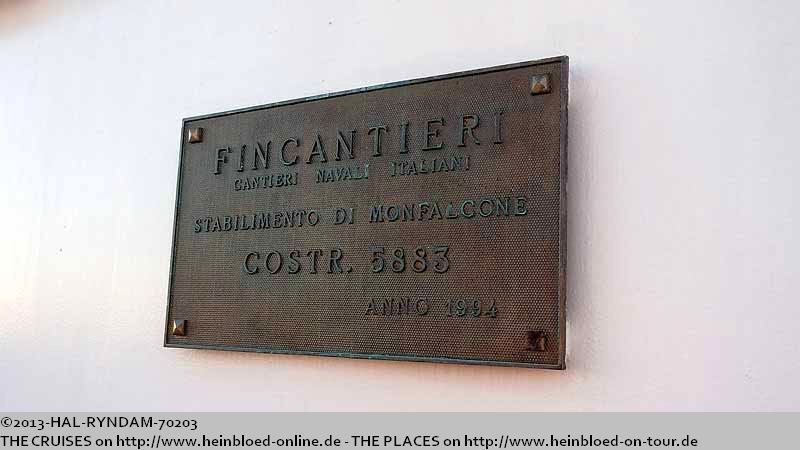 FINCANTIERI
CANTIERI NAVALI ITALIANI
STABILIMENTO DI MONFALCONE
COSTR. 5883
ANNO 1994
©2013-HAL-RYNDAM-70203
THE CRUISES on http://www.heinbloed-online.de - THE PLACES on http://www.heinbloed-on-tour.de